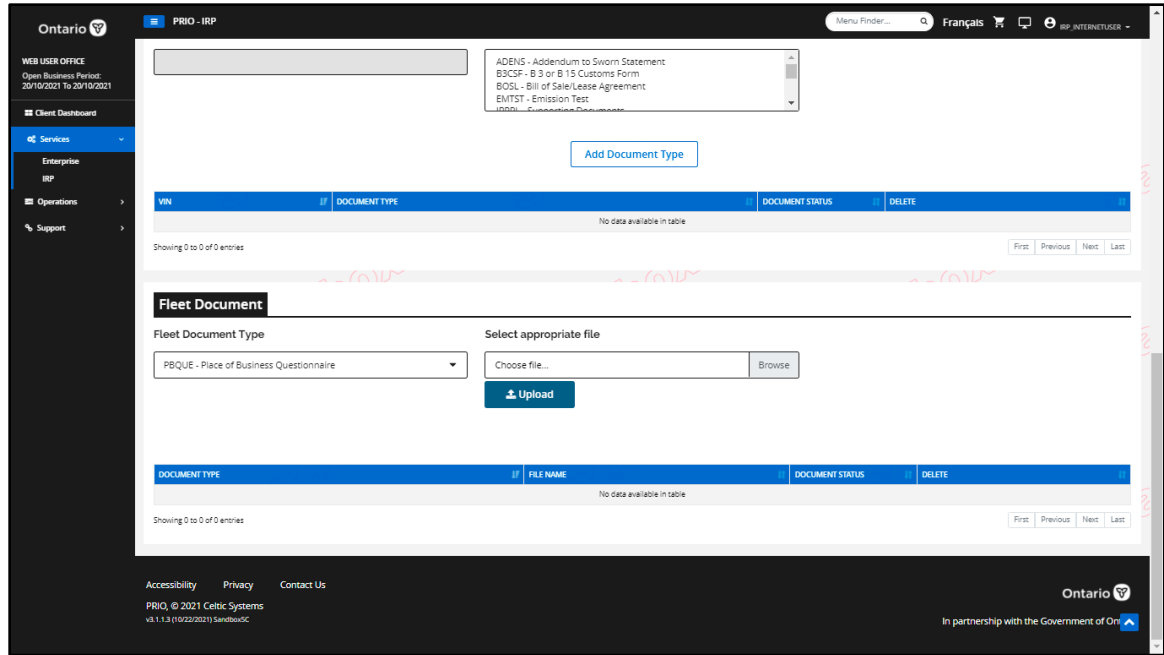 Ontario
PRIO - IRP
Menu Finder...
Français
IRP_INTERNETUSER
WEB USER OFFICE
Open Business Period:
20/10/2021 To 20/10/2021
Client Dashboard
Services
Enterprise
IRP
Operations
Support
ADENS - Addendum to Sworn Statement
B3CSF - B 3 or B 15 Customs Form
BOSL - Bill of Sale/Lease Agreement
EMTST - Emission Test
Supporting Documents
Add Document Type
VIN DOCUMENT TYPE DOCUMENT STATUS DELETE
No data available in table
Showing 0 to 0 of 0 entries
First Previous Next Last
Fleet Document
Fleet Document Type Select appropriate file
PBQUE - Place of Business Questionnaire Choose file... Browse
Upload
DOCUMENT TYPE FILE NAME DOCUMENT STATUS DELETE
No data available in table
Showing 0 to 0 of 0 entries
First Previous Next Last
Accessibility Privacy Contact Us
PRIO, © 2021 Celtic Systems
v3.1.1.3 (10/22/2021) Sandbox5C
Ontario
In partnership with the Government of